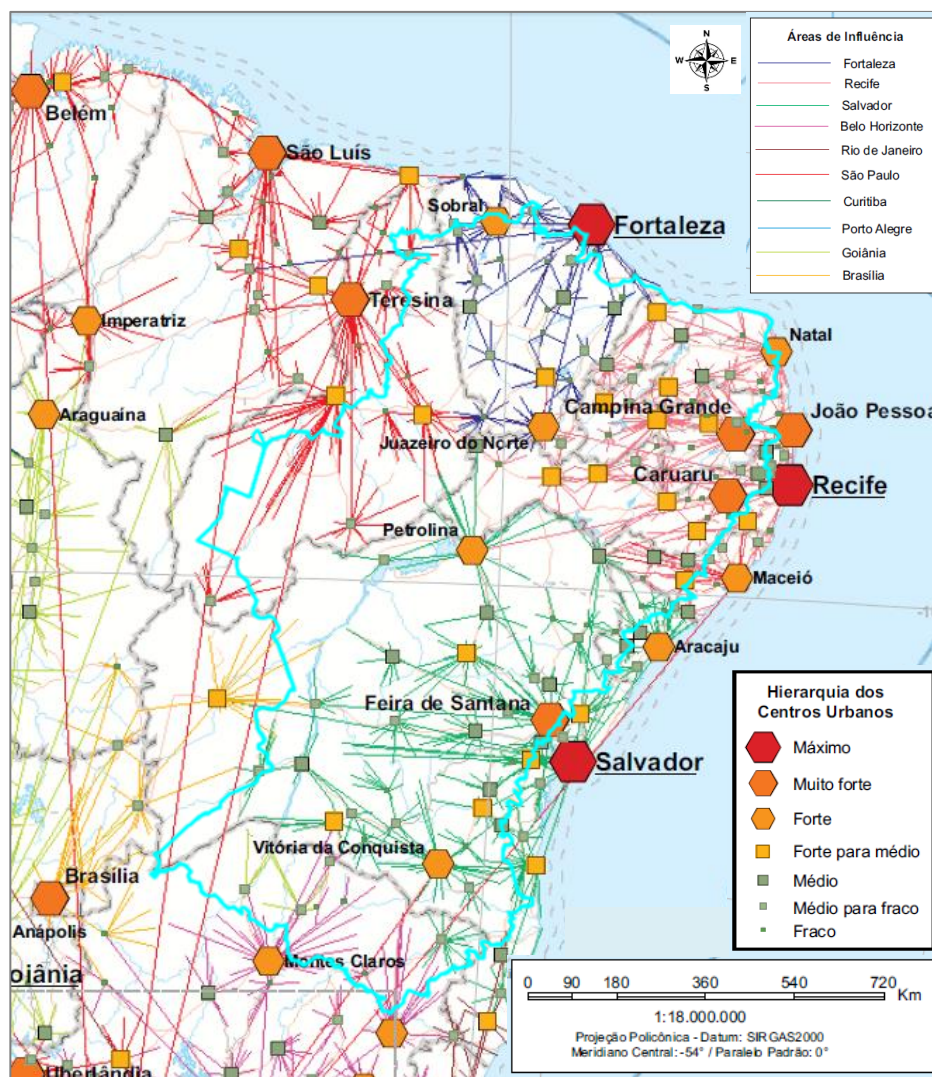 N
W E
S
Áreas de Influência
Fortaleza
Recife
Salvador
Belo Horizonte
Rio de Janeiro
São Paulo
Curitiba
Porto Alegre
Goiânia
Brasília
Belém
São Luís
Sobral
Fortaleza
Teresina
Imperatriz
Natal
Araguaína
Campina Grande
João Pessoa
Juazeiro do Norte
Caruaru
Recife
Petrolina
Maceió
Aracaju
Feira de Santana
Salvador
Vitória da Conquista
Brasília
Anápolis
Montes Claros
oiânia
Uberlândia
Hierarquia dos
Centros Urbanos
Máximo
Muito forte
Forte
Forte para médio
Médio
Médio para fraco
Fraco
0 90 180 360 540 720
Km
1:18.000.000
Projeção Policônica - Datum: SIRGAS2000
Meridiano Central: -54° / Paralelo Padrão: 0°